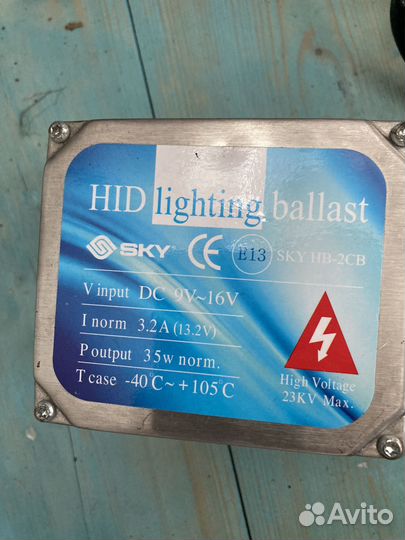 HID lighting ballast
SKY CE E13 SKY HB-2CB
V input DC 9V~16V
I norm 3.2A (13.2V)
P output 35w norm.
T case -40°C~+105°C
High Voltage
23KV Max.
Avito